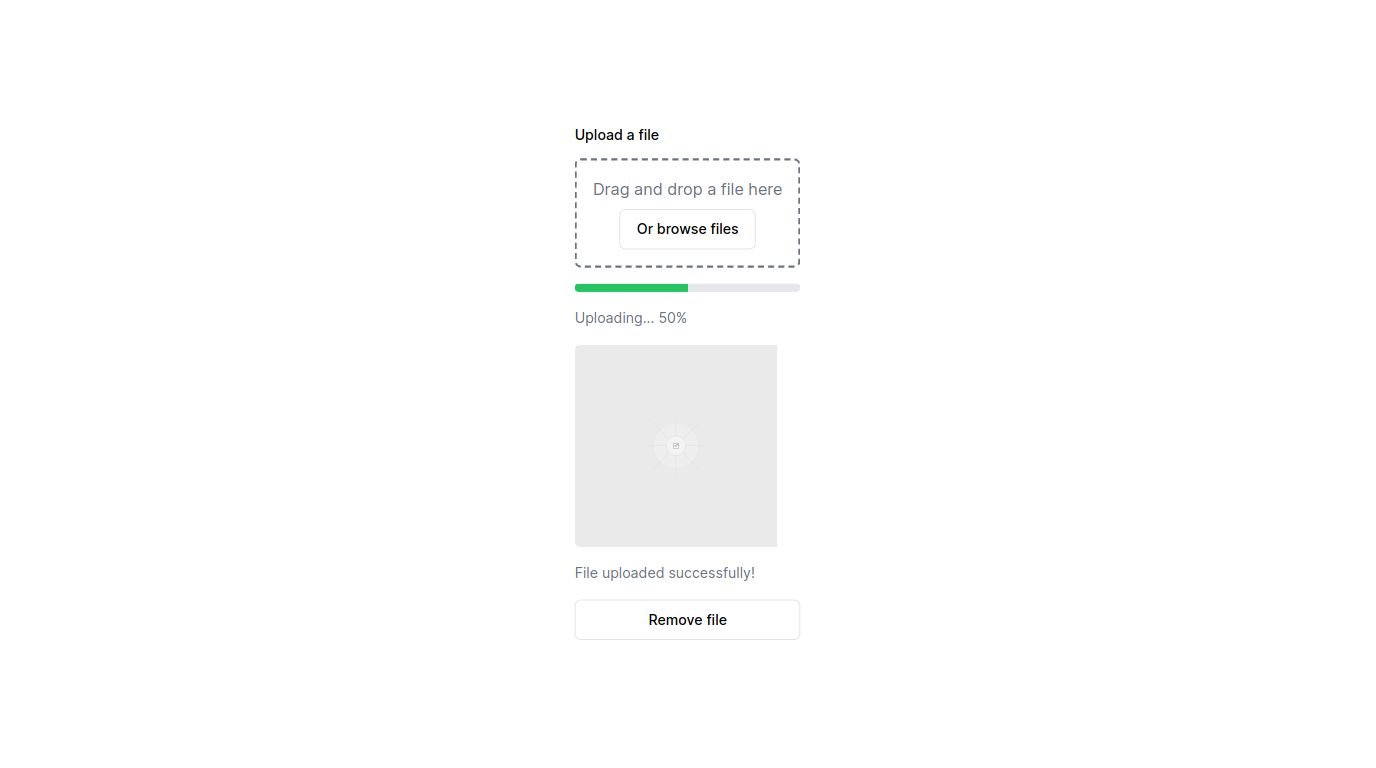 Upload a file
Drag and drop a file here
Or browse files
Uploading... 50%
File uploaded successfully!
Remove file